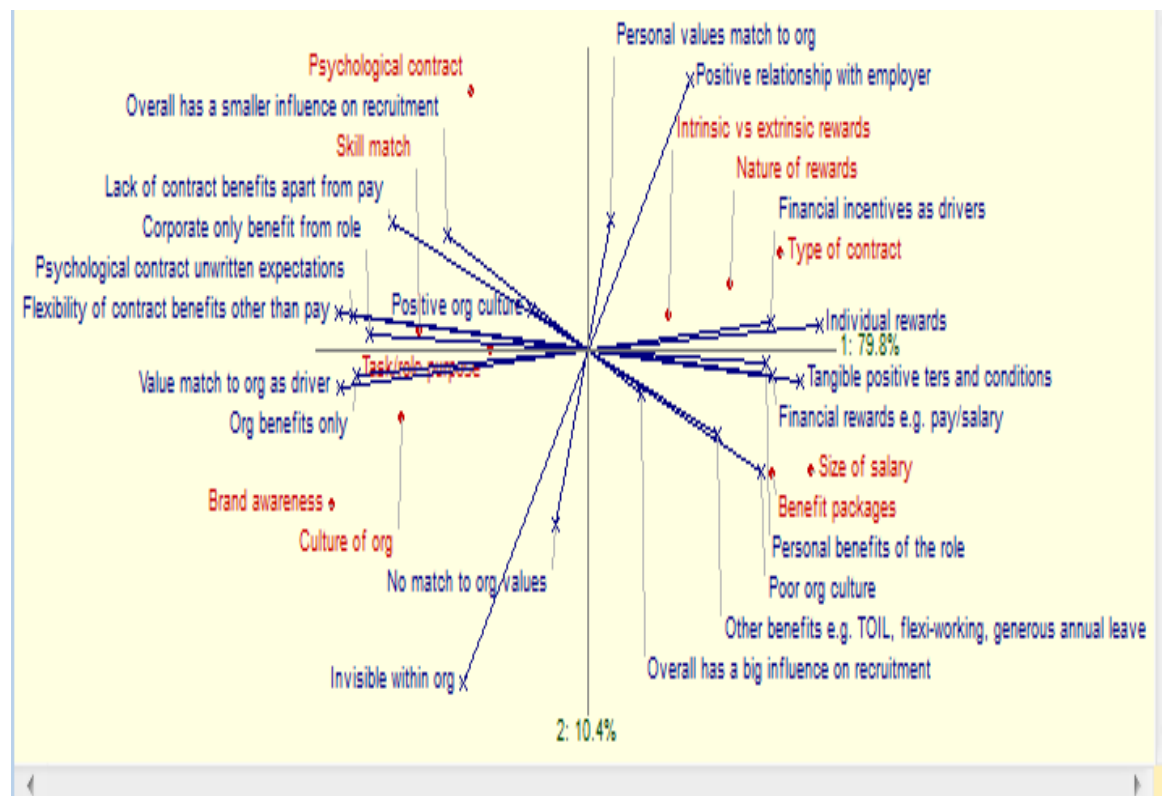 Personal values match to org
Psychological contract
Positive relationship with employer
Overall has a smaller influence on recruitment
Intrinsic vs extrinsic rewards
Skill match
Nature of rewards
Lack of contract benefits apart from pay
Financial incentives as drivers
Corporate only benefit from role
Type of contract
Psychological contract unwritten expectations
Flexibility of contract benefits other than pay
Positive org culture
Individual rewards
1: 79.8%
Task/role purpose
Value match to org as driver
Tangible positive ters and conditions
Org benefits only
Financial rewards e.g. pay/salary
Size of salary
Brand awareness
Benefit packages
Culture of org
Personal benefits of the role
No match to org values
Poor org culture
Other benefits e.g. TOIL, flexi-working, generous annual leave
Overall has a big influence on recruitment
Invisible within org
2: 10.4%